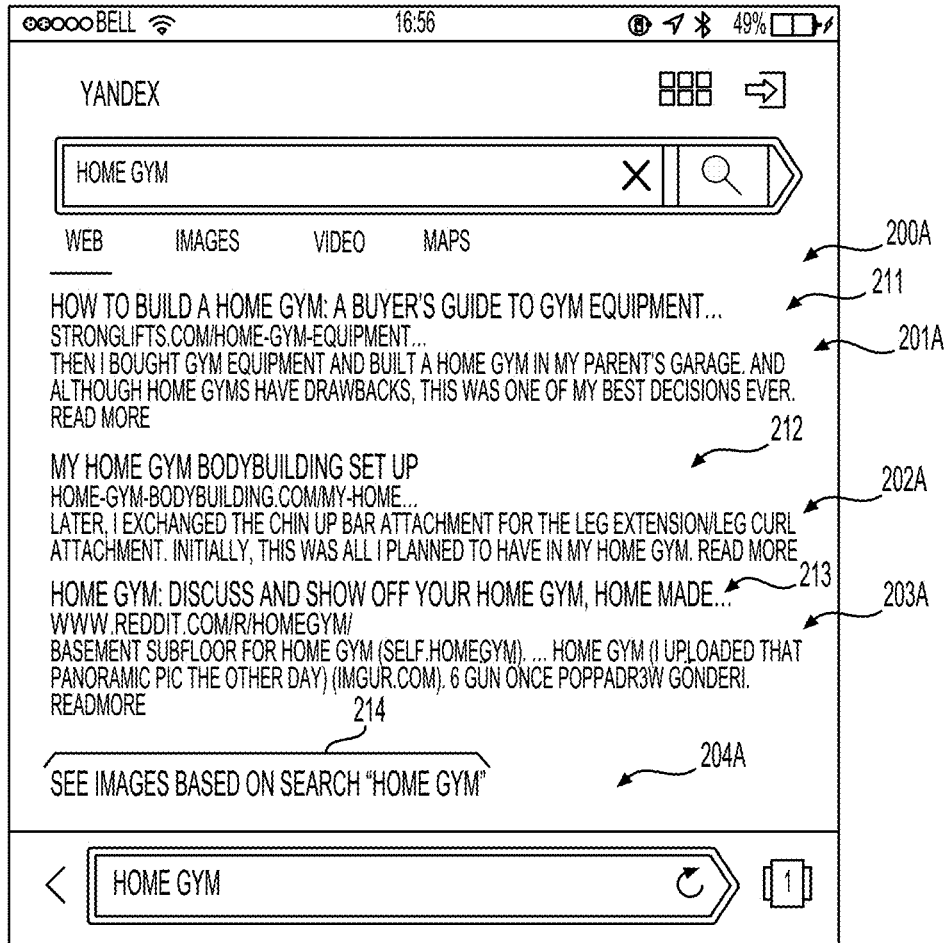 BELL 16:56 49%
YANDEX
HOME GYM
WEB IMAGES VIDEO MAPS
200A
211
HOW TO BUILD A HOME GYM: A BUYER'S GUIDE TO GYM EQUIPMENT...
STRONGLIFTS.COM/HOME-GYM-EQUIPMENT...
201A
THEN I BOUGHT GYM EQUIPMENT AND BUILT A HOME GYM IN MY PARENT'S GARAGE. AND
ALTHOUGH HOME GYMS HAVE DRAWBACKS, THIS WAS ONE OF MY BEST DECISIONS EVER.
READ MORE
212
MY HOME GYM BODYBUILDING SET UP
HOME-GYM-BODYBUILDING.COM/MY-HOME...
202A
LATER, I EXCHANGED THE CHIN UP BAR ATTACHMENT FOR THE LEG EXTENSION/LEG CURL
ATTACHMENT. INITIALLY, THIS WAS ALL I PLANNED TO HAVE IN MY HOME GYM. READ MORE
213
HOME GYM: DISCUSS AND SHOW OFF YOUR HOME GYM, HOME MADE...
203A
WWW.REDDIT.COM/R/HOMEGYM/
BASEMENT SUBFLOOR FOR HOME GYM (SELF.HOMEGYM). ... HOME GYM (I UPLOADED THAT
PANORAMIC PIC THE OTHER DAY) (IMGUR.COM). 6 GUN ÖNCE POPPADR3W GÖNDERI.
READMORE
214
204A
SEE IMAGES BASED ON SEARCH “HOME GYM”
HOME GYM 1